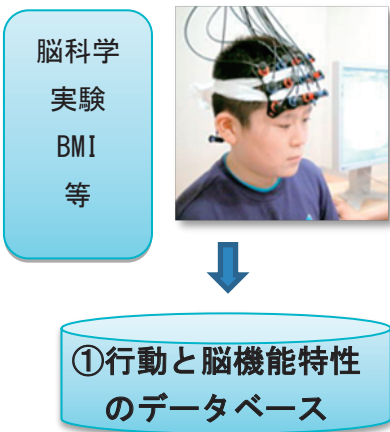 脳科学
実験
BMI
等
①行動と脳機能特性
のデータベース